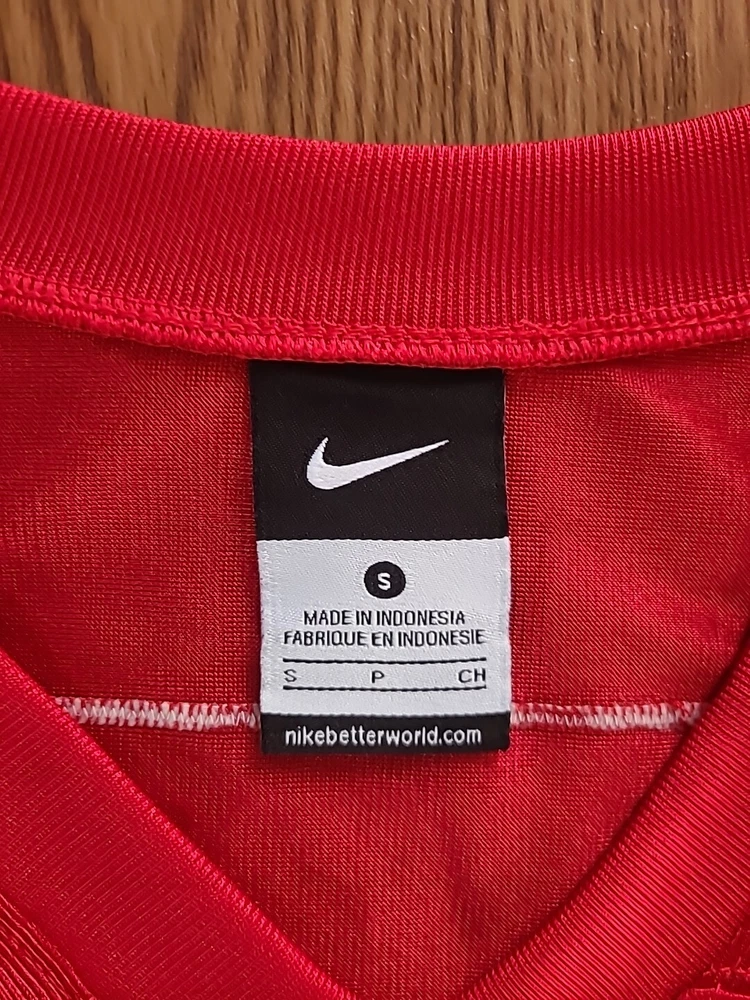 S
MADE IN INDONESIA
FABRIQUE EN INDONESIE
S P CH
nikebetterworld.com